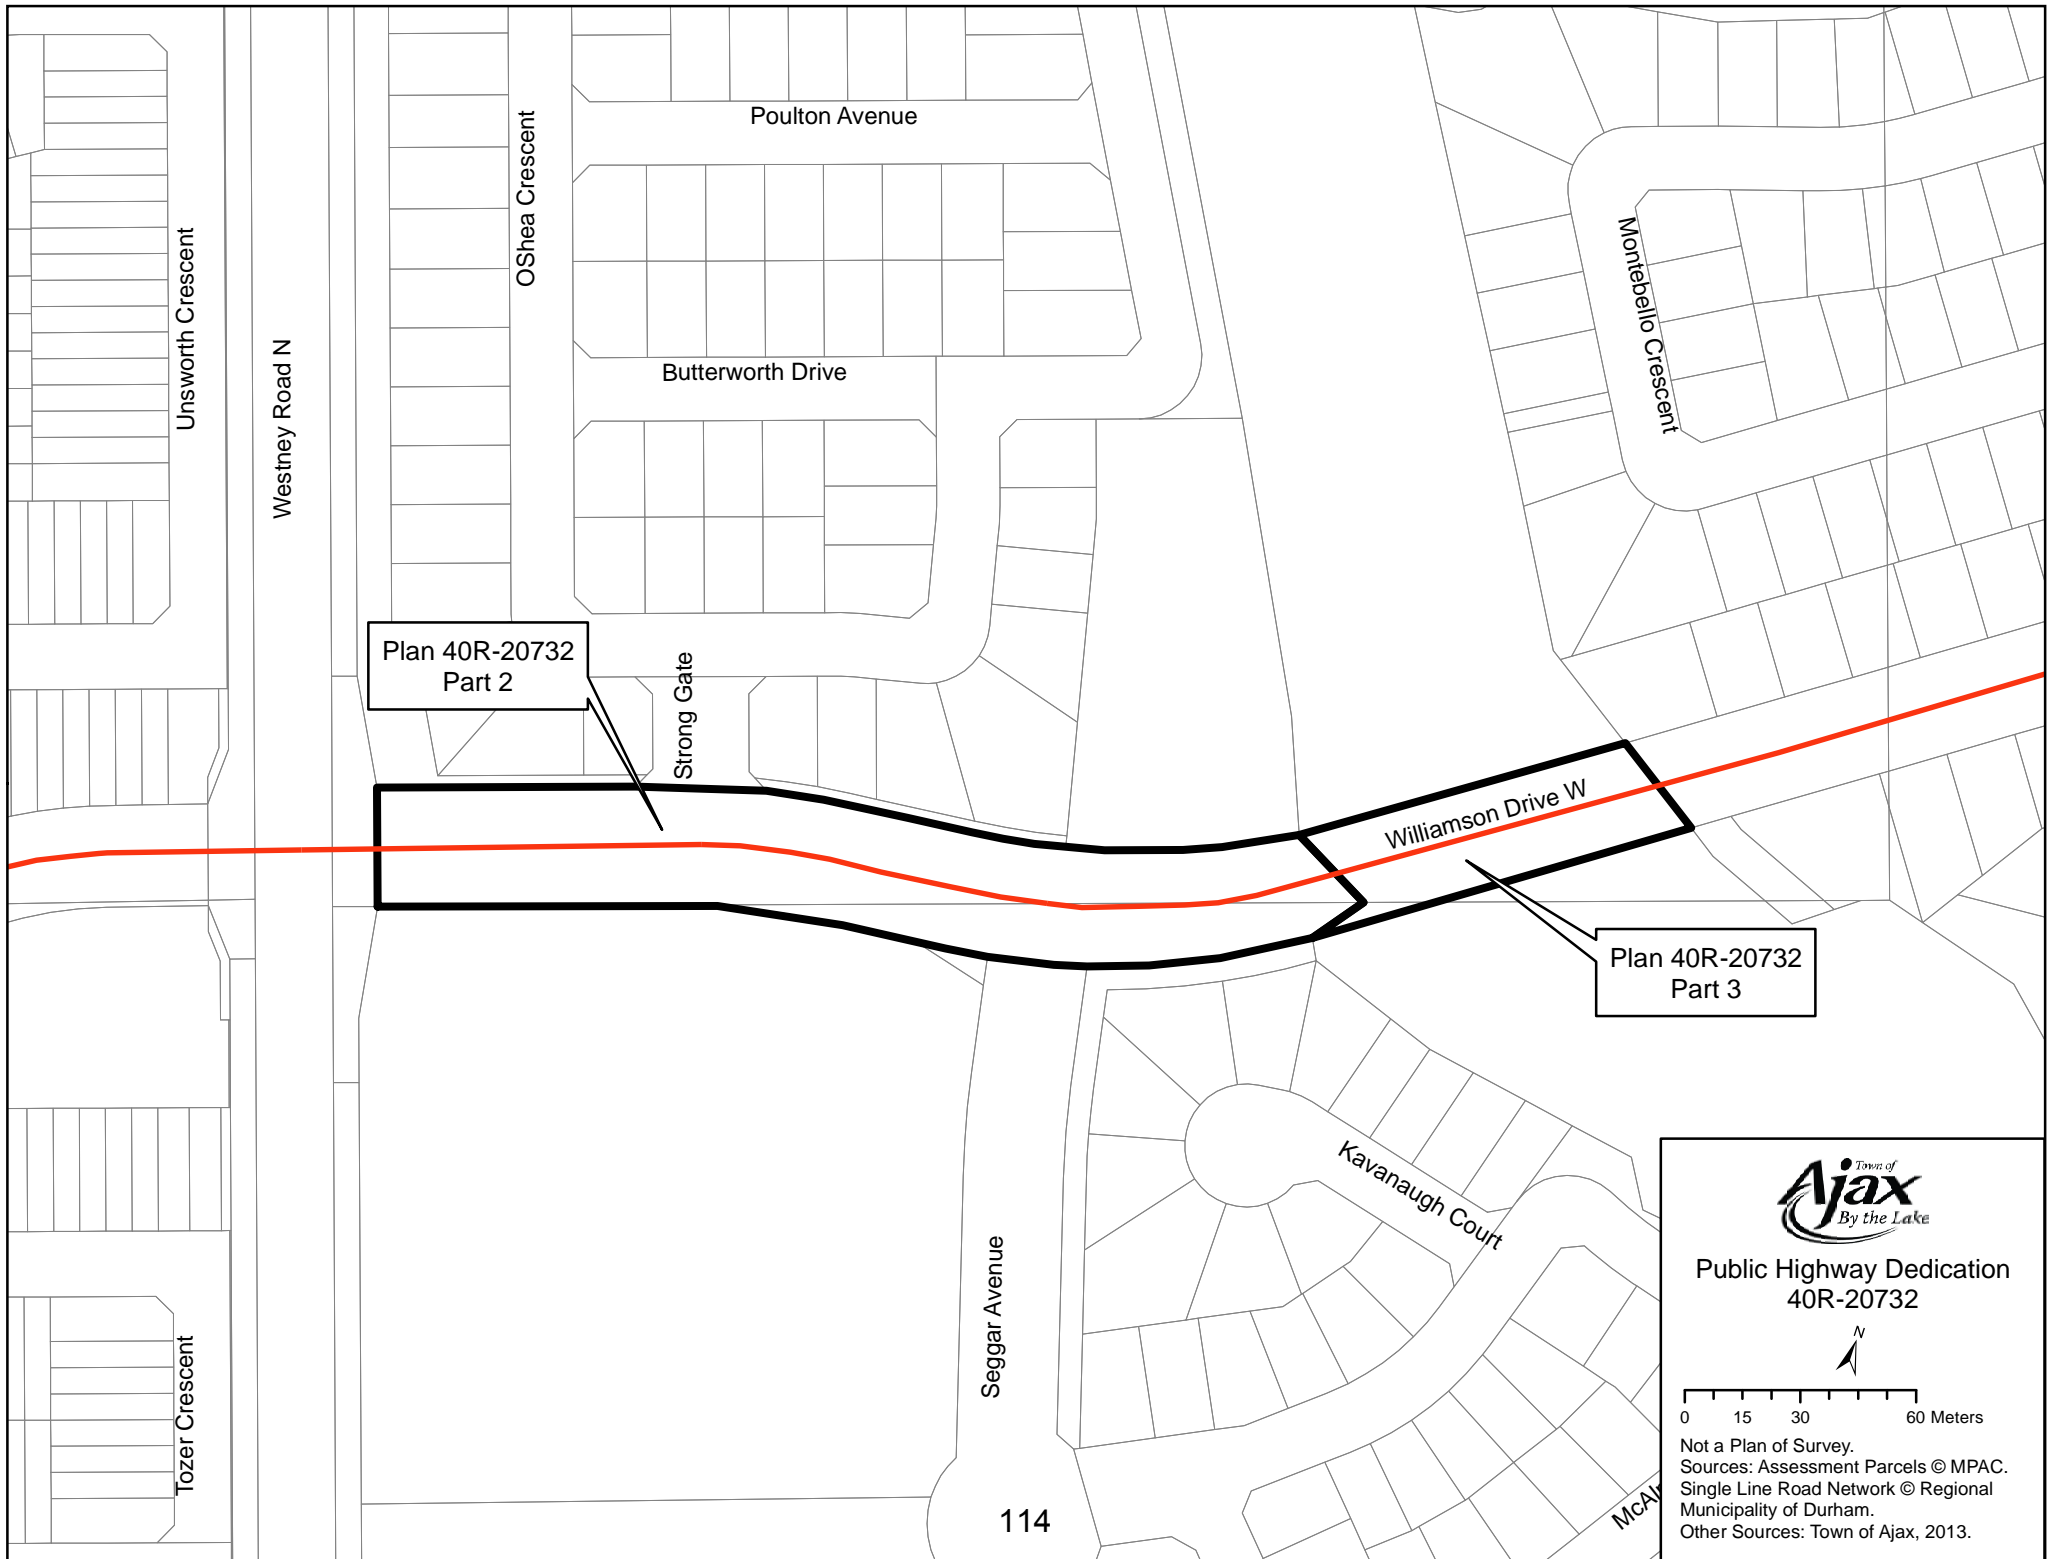 Poulton Avenue
OShea Crescent
Unsworth Crescent
Westney Road N
Montebello Crescent
Butterworth Drive
Plan 40R-20732
Part 2
Strong Gate
Williamson Drive W
Plan 40R-20732
Part 3
Kavanaugh Court
Seggar Avenue
Tozer Crescent
114
Town of
Ajax
By the Lake
Public Highway Dedication
40R-20732
N
0 15 30 60 Meters
Not a Plan of Survey.
Sources: Assessment Parcels © MPAC.
Single Line Road Network © Regional
Municipality of Durham.
Other Sources: Town of Ajax, 2013.